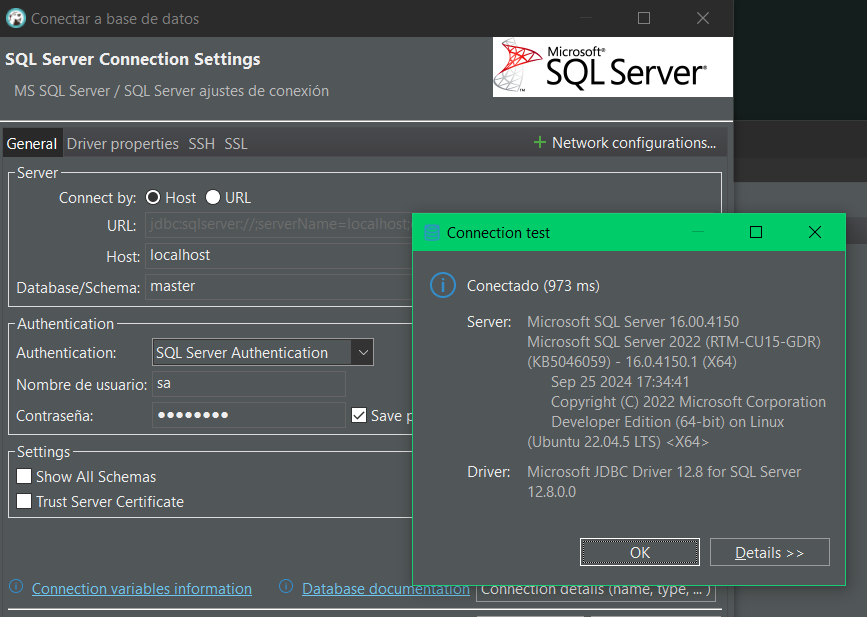 Conectar a base de datos
SQL Server Connection Settings
MS SQL Server / SQL Server ajustes de conexión
Microsoft®
SQL Server®
General Driver properties SSH SSL
+ Network configurations...
Server
Connect by: Host URL
URL: jdbc:sqlserver://;serverName=localhost;
Host: localhost
Database/Schema: master
Authentication
Authentication: SQL Server Authentication
Nombre de usuario: sa
Contraseña: ••••••••
Save
Settings
Show All Schemas
Trust Server Certificate
Connection variables information
Database documentation
Connection details (name, type, ... )
Connection test
Conectado (973 ms)
Server: Microsoft SQL Server 16.00.4150
Microsoft SQL Server 2022 (RTM-CU15-GDR)
(KB5046059) - 16.0.4150.1 (X64)
Sep 25 2024 17:34:41
Copyright (C) 2022 Microsoft Corporation
Developer Edition (64-bit) on Linux
(Ubuntu 22.04.5 LTS) <X64>
Driver: Microsoft JDBC Driver 12.8 for SQL Server
12.8.0.0
OK
Details >>